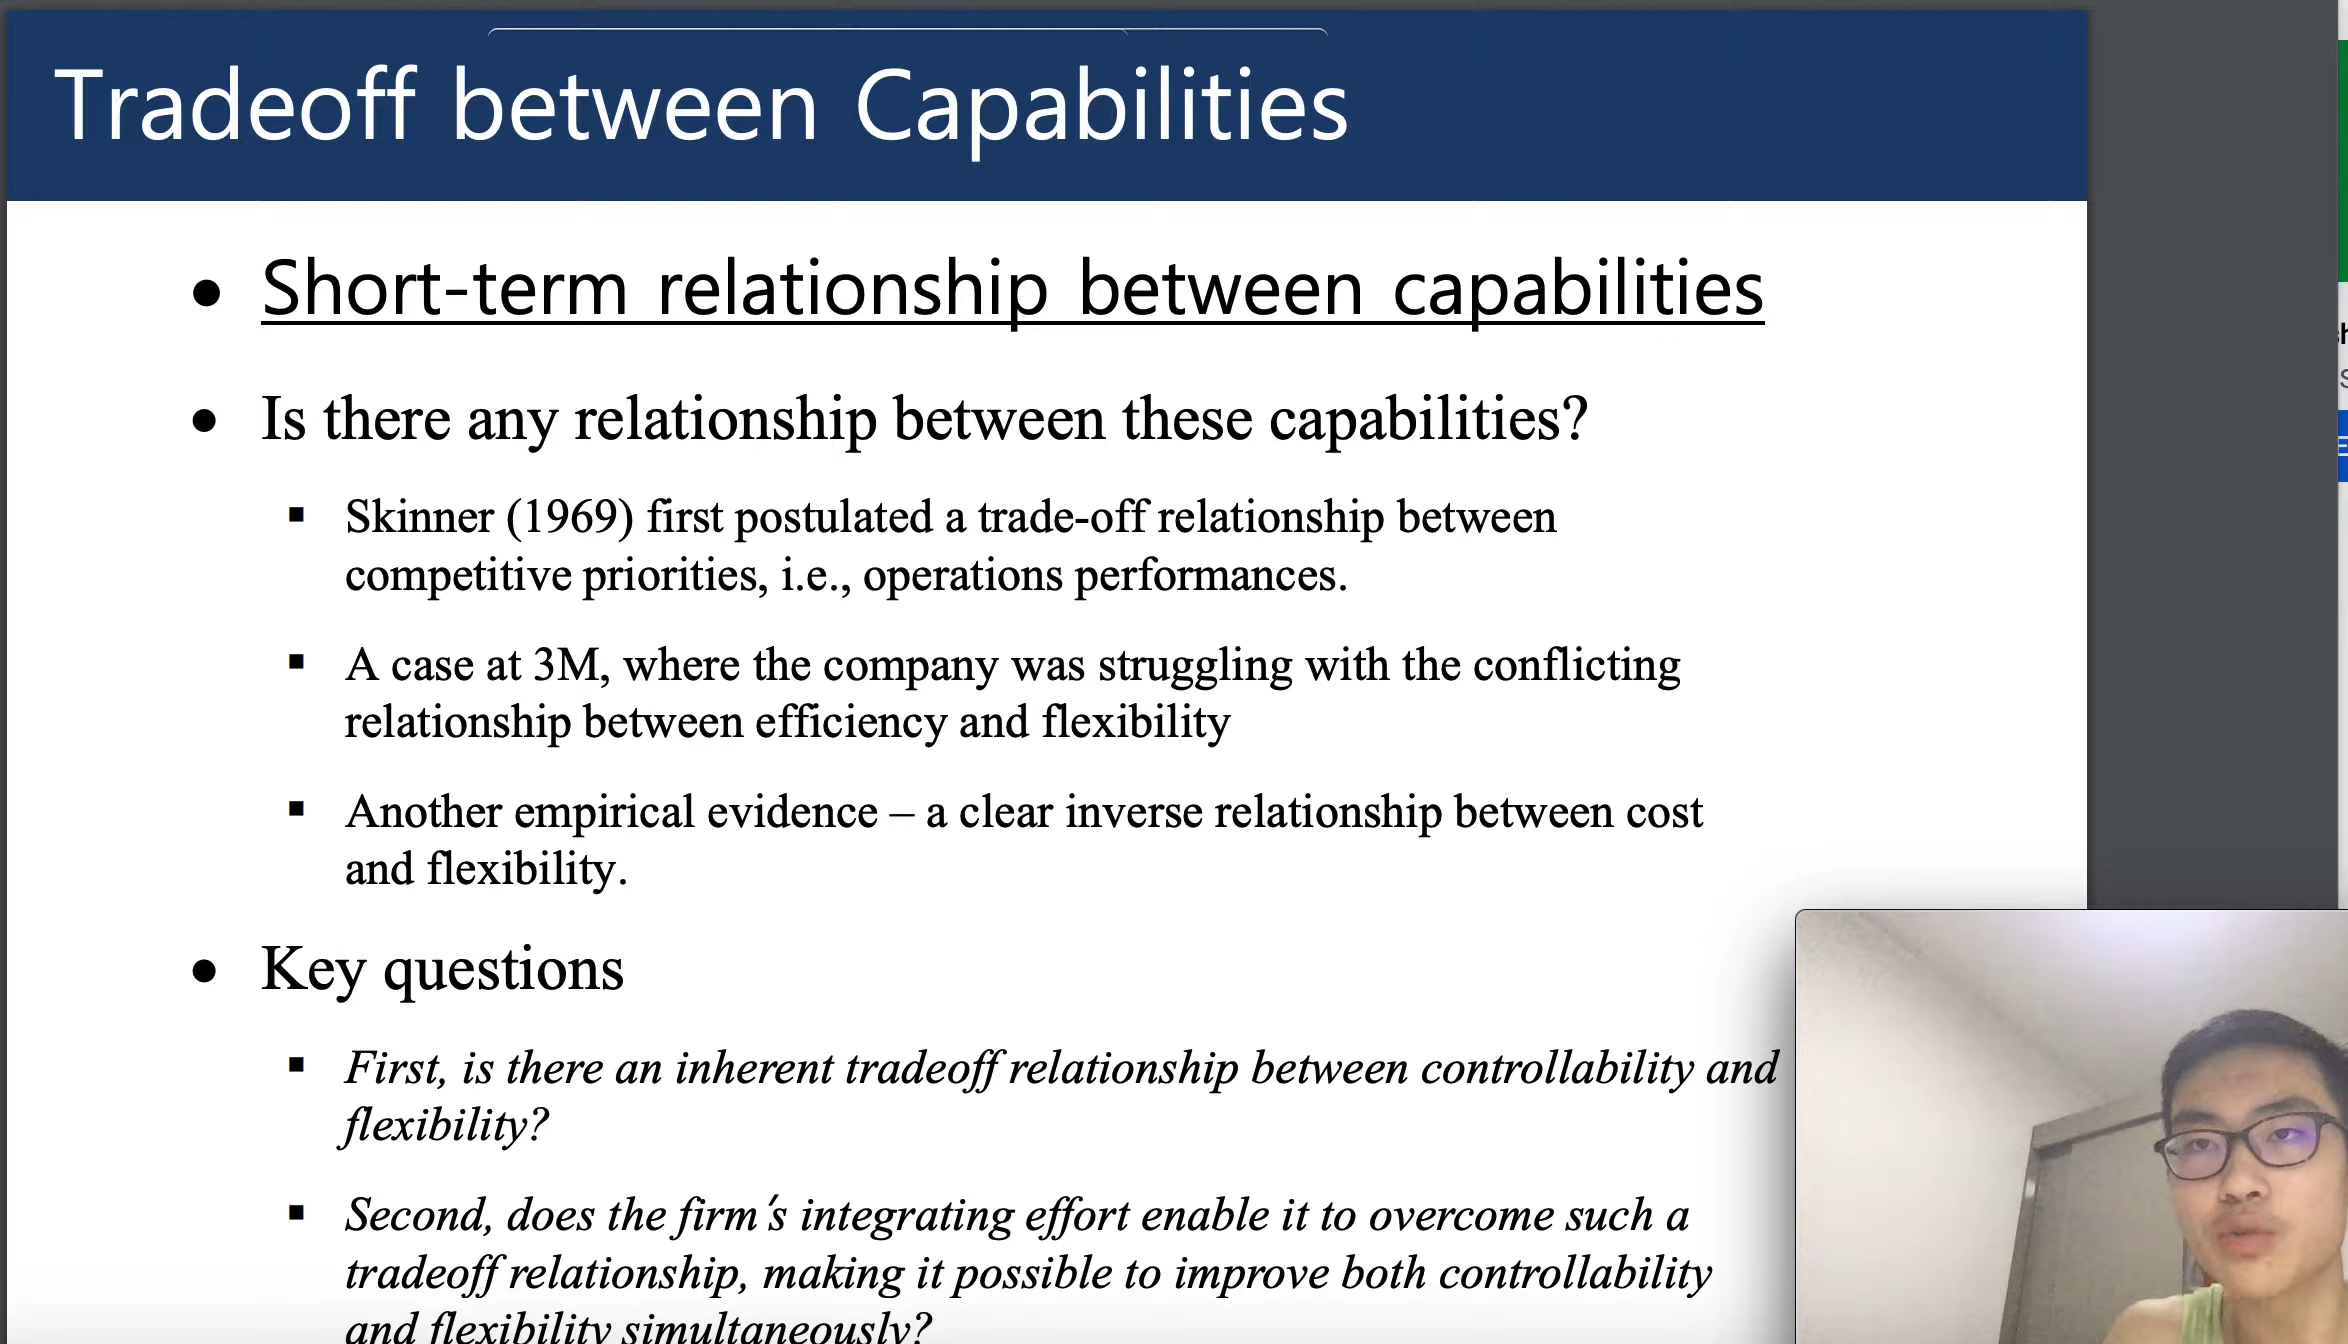 Tradeoff between Capabilities
• Short-term relationship between capabilities
• Is there any relationship between these capabilities?
▪ Skinner (1969) first postulated a trade-off relationship between
competitive priorities, i.e., operations performances.
▪ A case at 3M, where the company was struggling with the conflicting
relationship between efficiency and flexibility
▪ Another empirical evidence – a clear inverse relationship between cost
and flexibility.
• Key questions
▪ First, is there an inherent tradeoff relationship between controllability and
flexibility?
▪ Second, does the firm′s integrating effort enable it to overcome such a
tradeoff relationship, making it possible to improve both controllability
and flexibility simultaneously?